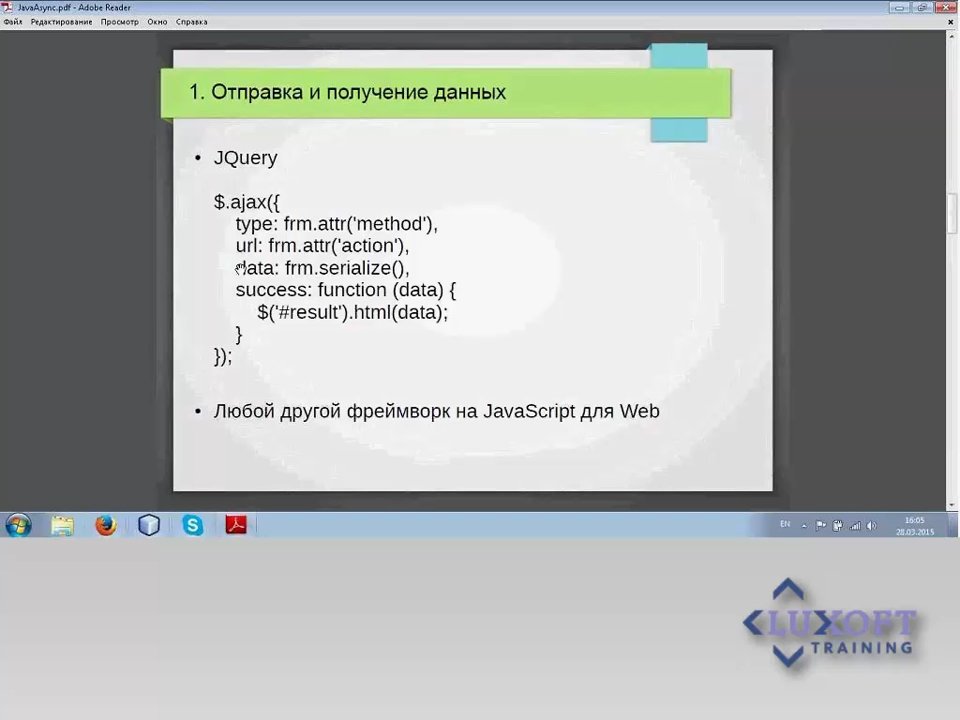 JavaAsync.pdf - Adobe Reader
Файл Редактирование Просмотр Окно Справка
1. Отправка и получение данных
• JQuery
$.ajax({
type: frm.attr('method'),
url: frm.attr('action'),
data: frm.serialize(),
success: function (data) {
$('#result').html(data);
}
});
• Любой другой фреймворк на JavaScript для Web
EN
16:05
28.03.2015
LUXOFT
TRAINING